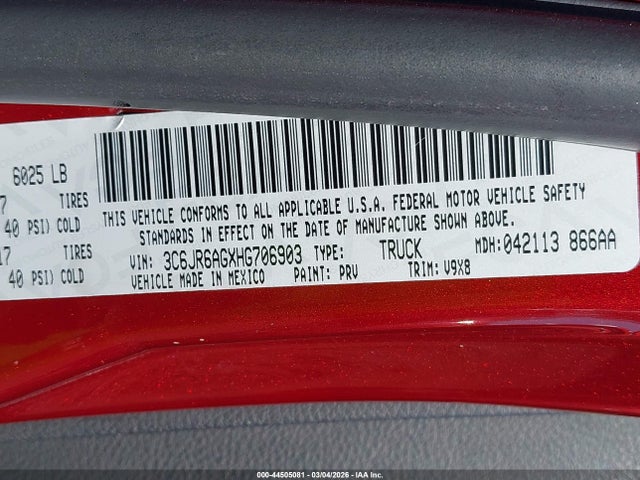 6025 LB
7 TIRES
40 PSI) COLD
17 TIRES
40 PSI) COLD
THIS VEHICLE CONFORMS TO ALL APPLICABLE U.S.A. FEDERAL MOTOR VEHICLE SAFETY
STANDARDS IN EFFECT ON THE DATE OF MANUFACTURE SHOWN ABOVE.
VIN: 3C6JR6AGXHG706903 TYPE: TRUCK MDH: 042113 866AA
VEHICLE MADE IN MEXICO PAINT: PRV TRIM: V9X8
000-44505081 - 03/04/2026 - IAA Inc.